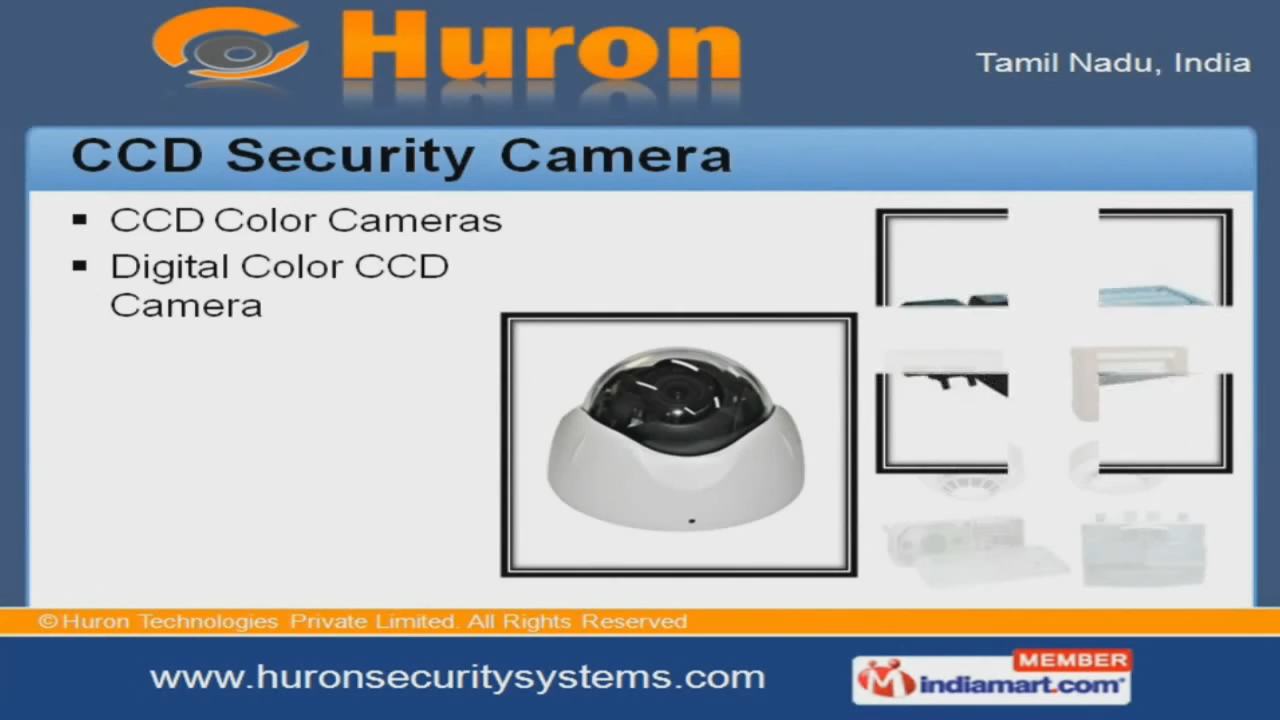 Huron
Tamil Nadu, India
CCD Security Camera
▪ CCD Color Cameras
▪ Digital Color CCD
Camera
© Huron Technologies Private Limited. All Rights Reserved
www.huronsecuritysystems.com
MEMBER
indiamart.com